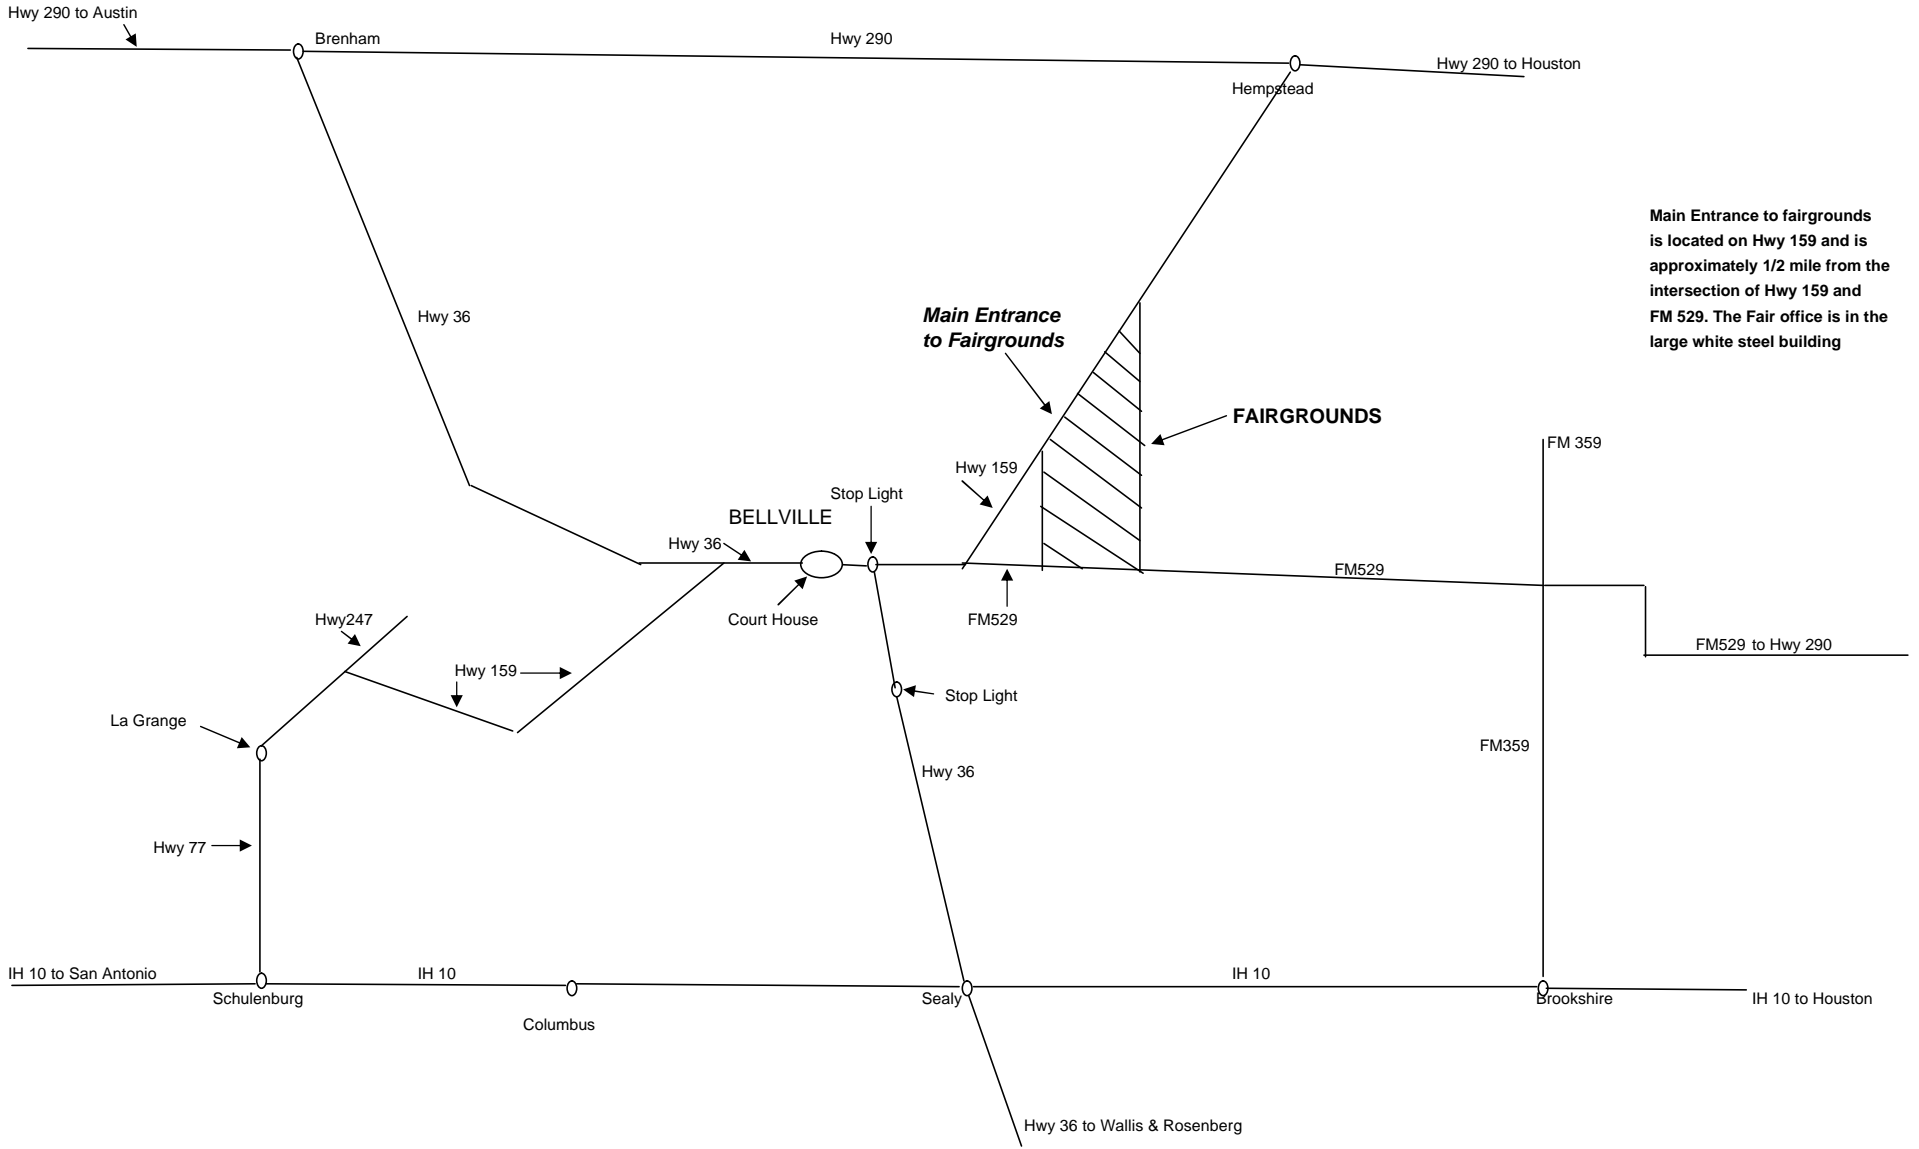 Hwy 290 to Austin
Brenham
Hwy 290
Hwy 290 to Houston
Hempstead
Main Entrance to fairgrounds
is located on Hwy 159 and is
approximately 1/2 mile from the
intersection of Hwy 159 and
FM 529. The Fair office is in the
large white steel building
Hwy 36
Main Entrance
to Fairgrounds
FAIRGROUNDS
FM 359
Hwy 159
Stop Light
BELLVILLE
Hwy 36
FM529
Court House
FM529
Hwy247
FM529 to Hwy 290
Hwy 159
Stop Light
La Grange
FM359
Hwy 36
Hwy 77
IH 10 to San Antonio
IH 10
IH 10
Schulenburg
Sealy
Brookshire
IH 10 to Houston
Columbus
Hwy 36 to Wallis & Rosenberg